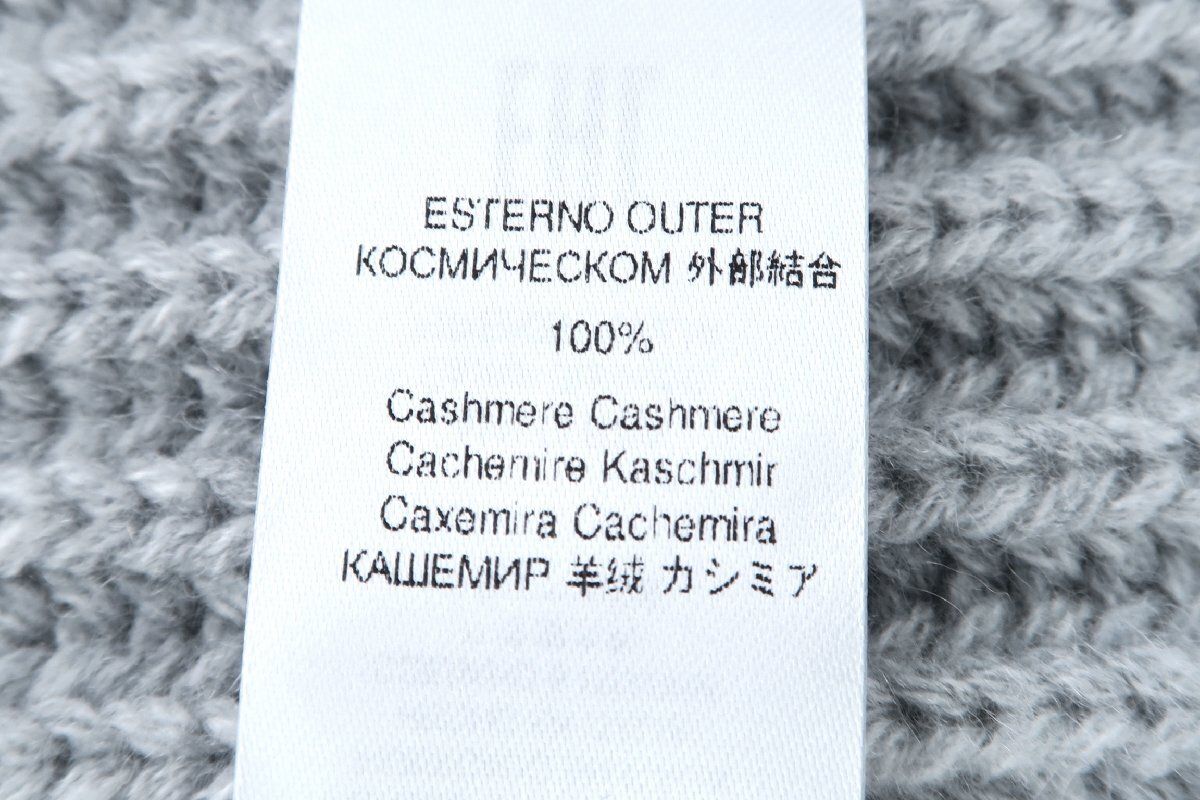 ESTERNO OUTER
КОСМИЧЕСКОМ 外部結合
100%
Cashmere Cashmere
Cachemire Kaschmir
Caxemira Cachemira
КАШЕМИР 羊绒 カシミア